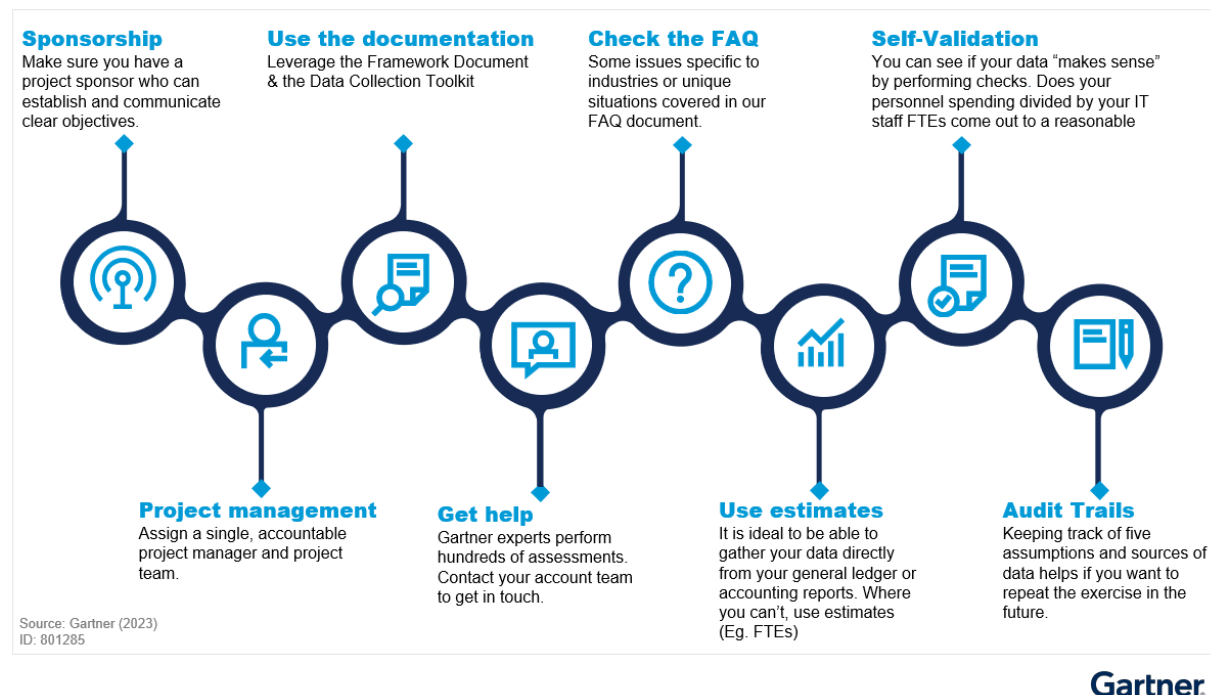 Sponsorship
Make sure you have a
project sponsor who can
establish and communicate
clear objectives.
Use the documentation
Leverage the Framework Document
& the Data Collection Toolkit
Check the FAQ
Some issues specific to
industries or unique
situations covered in our
FAQ document.
Self-Validation
You can see if your data “makes sense”
by performing checks. Does your
personnel spending divided by your IT
staff FTEs come out to a reasonable
Project management
Assign a single, accountable
project manager and project
team.
Get help
Gartner experts perform
hundreds of assessments.
Contact your account team
to get in touch.
Use estimates
It is ideal to be able to
gather your data directly
from your general ledger or
accounting reports. Where
you can’t, use estimates
(Eg. FTEs)
Audit Trails
Keeping track of five
assumptions and sources of
data helps if you want to
repeat the exercise in the
future.
Source: Gartner (2023)
ID: 801285
Gartner